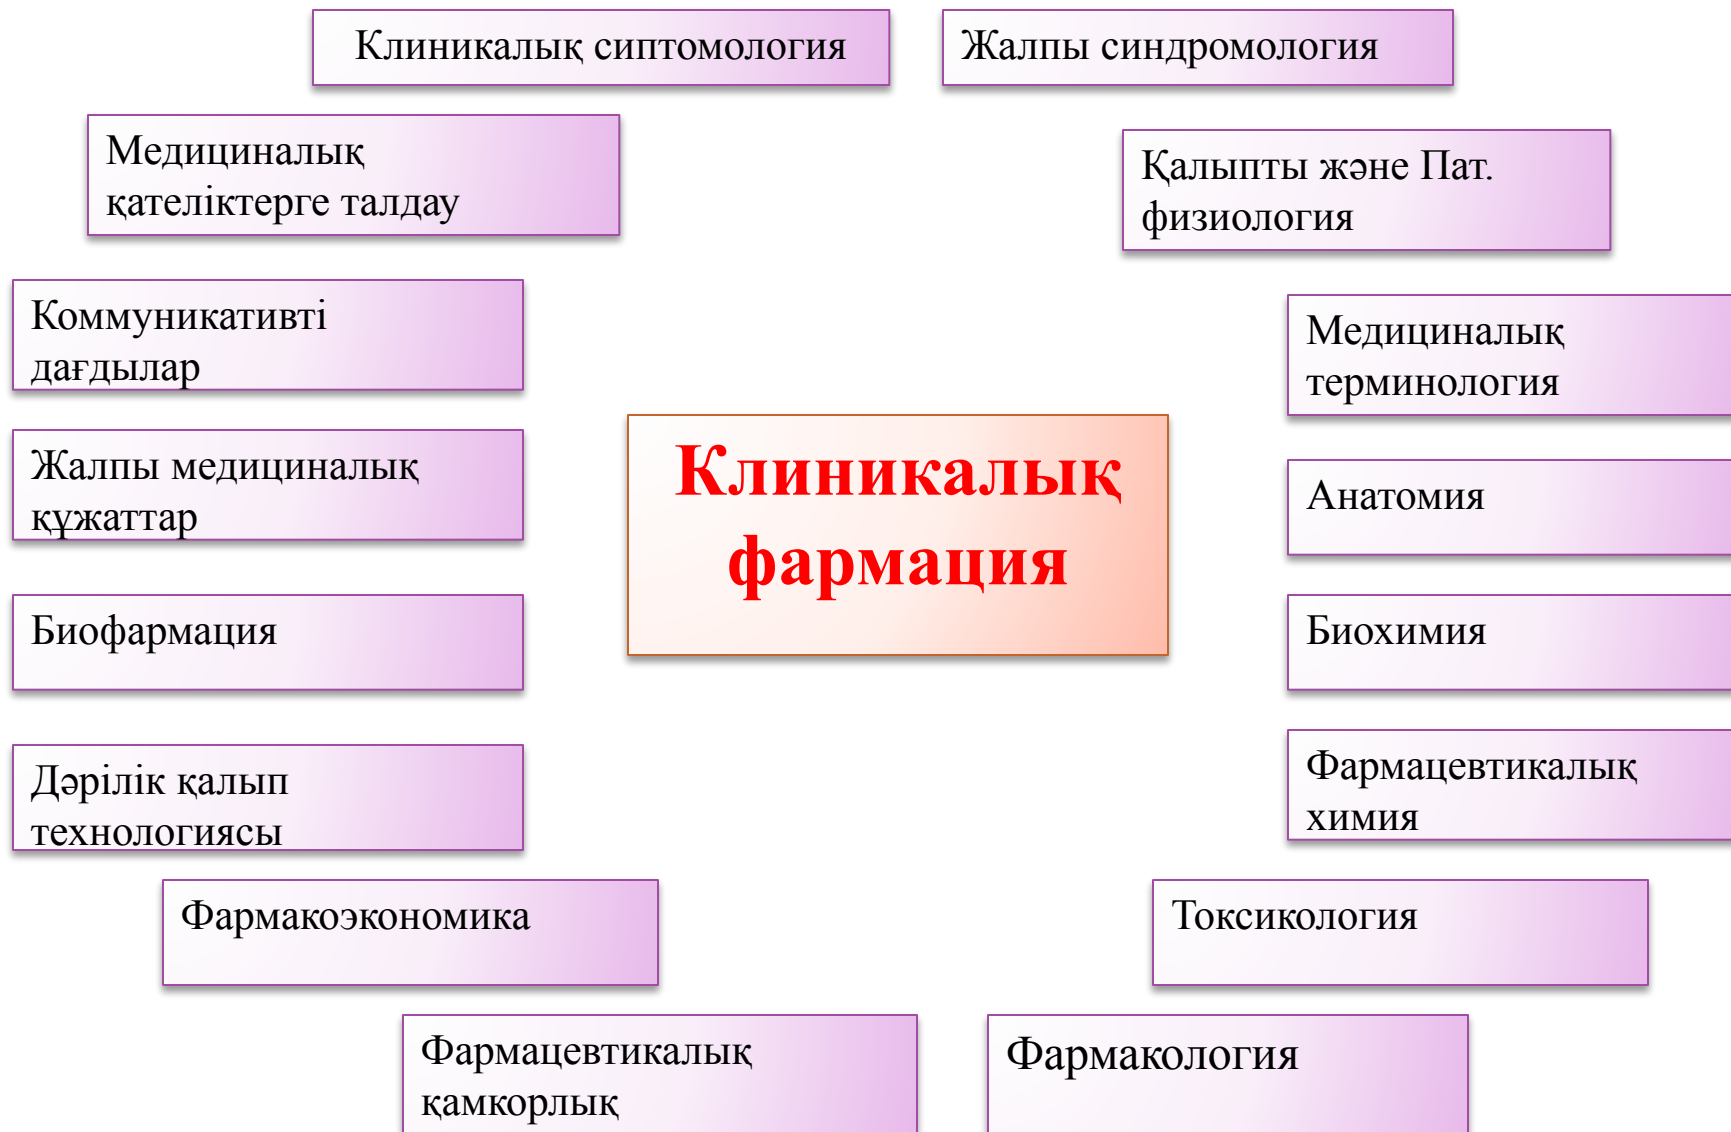 Клиникалық сиптомология
Жалпы синдромология
Медициналық
қателіктерге талдау
Қалыпты және Пат.
физиология
Коммуникативті
дағдылар
Медициналық
терминология
Клиникалық
фармация
Жалпы медициналық
құжаттар
Анатомия
Биофармация
Биохимия
Дәрілік қалып
технологиясы
Фармацевтикалық
химия
Фармакоэкономика
Токсикология
Фармацевтикалық
қамкорлық
Фармакология